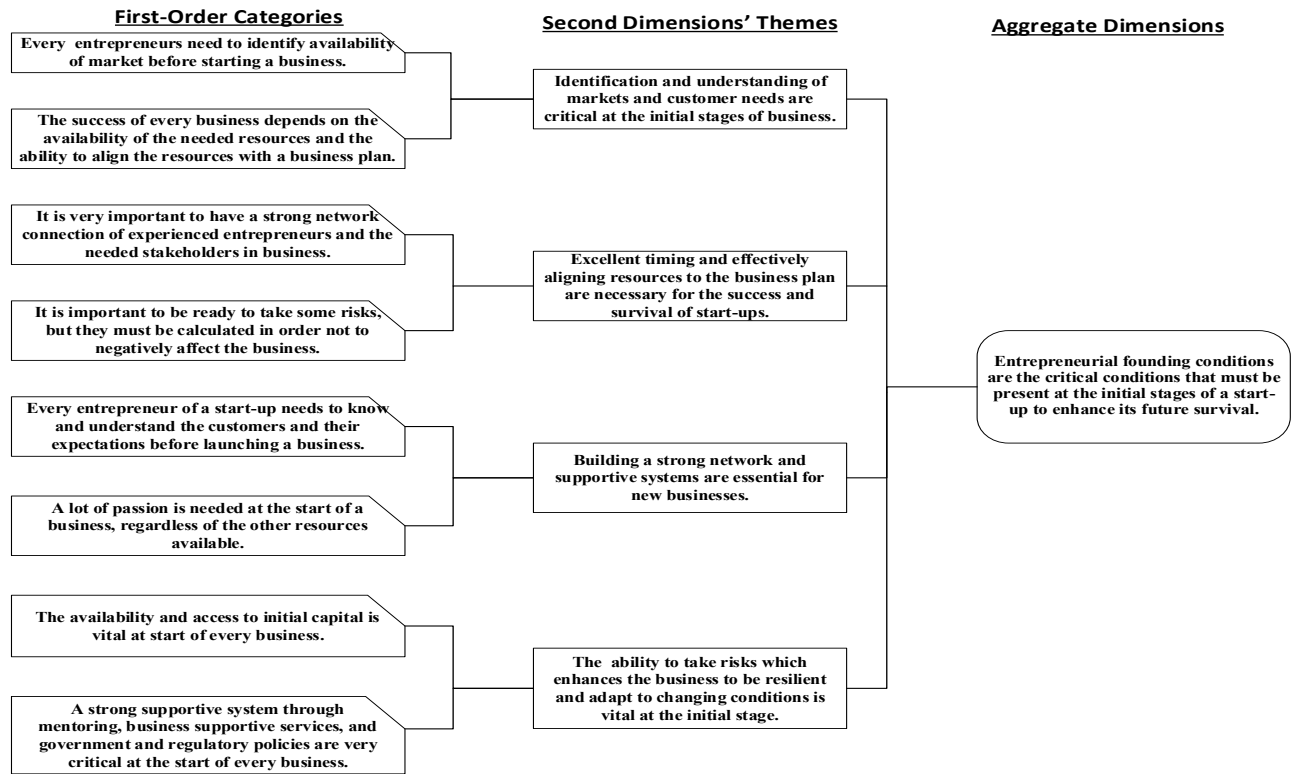 First-Order Categories
Second Dimensions’ Themes
Aggregate Dimensions
Every entrepreneurs need to identify availability
of market before starting a business.
The success of every business depends on the
availability of the needed resources and the
ability to align the resources with a business plan.
It is very important to have a strong network
connection of experienced entrepreneurs and the
needed stakeholders in business.
It is important to be ready to take some risks,
but they must be calculated in order not to
negatively affect the business.
Every entrepreneur of a start-up needs to know
and understand the customers and their
expectations before launching a business.
A lot of passion is needed at the start of a
business, regardless of the other resources
available.
The availability and access to initial capital is
vital at start of every business.
A strong supportive system through
mentoring, business supportive services, and
government and regulatory policies are very
critical at the start of every business.
Identification and understanding of
markets and customer needs are
critical at the initial stages of business.
Excellent timing and effectively
aligning resources to the business plan
are necessary for the success and
survival of start-ups.
Building a strong network and
supportive systems are essential for
new businesses.
The ability to take risks which
enhances the business to be resilient
and adapt to changing conditions is
vital at the initial stage.
Entrepreneurial founding conditions
are the critical conditions that must be
present at the initial stages of a start-
up to enhance its future survival.